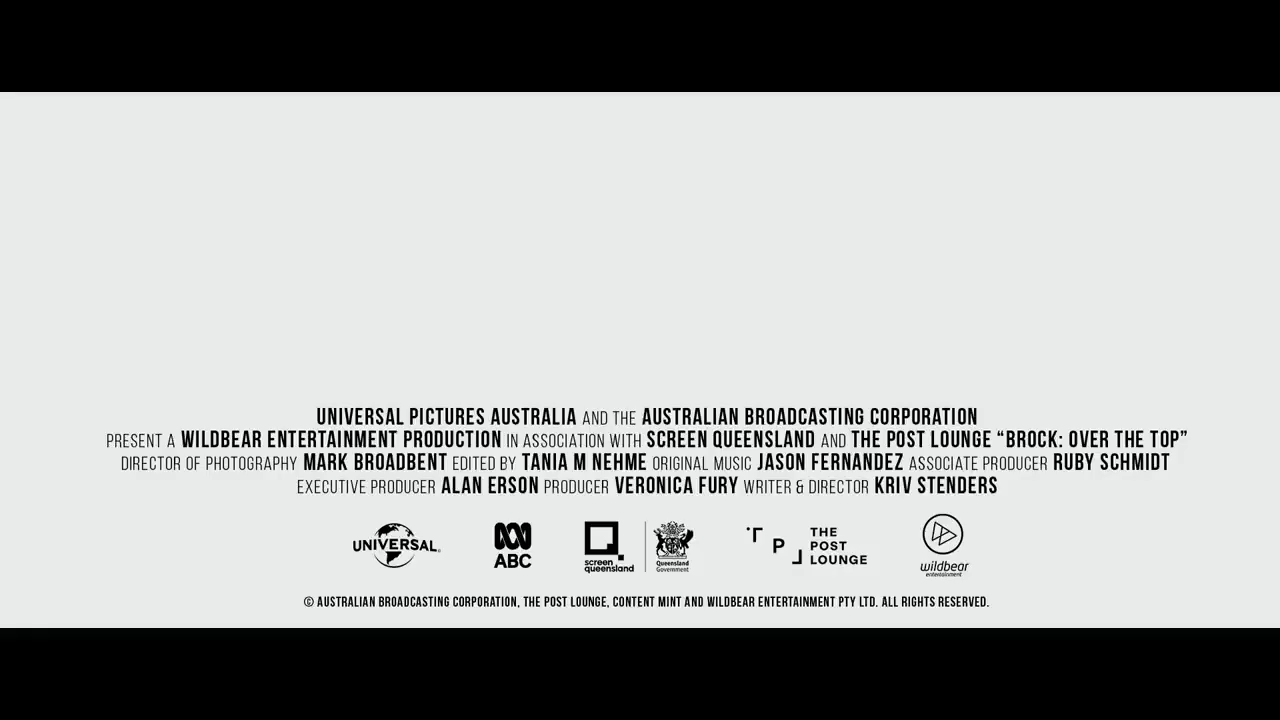 UNIVERSAL PICTURES AUSTRALIA AND THE AUSTRALIAN BROADCASTING CORPORATION
PRESENT A WILDBEAR ENTERTAINMENT PRODUCTION IN ASSOCIATION WITH SCREEN QUEENSLAND AND THE POST LOUNGE “BROCK: OVER THE TOP”
DIRECTOR OF PHOTOGRAPHY MARK BROADBENT EDITED BY TANIA M NEHME ORIGINAL MUSIC JASON FERNANDEZ ASSOCIATE PRODUCER RUBY SCHMIDT
EXECUTIVE PRODUCER ALAN ERSON PRODUCER VERONICA FURY WRITER & DIRECTOR KRIV STENDERS
UNIVERSAL
ABC
screen
queensland
Queensland
Government
TPL
THE
POST
LOUNGE
wildbear
entertainment
© AUSTRALIAN BROADCASTING CORPORATION, THE POST LOUNGE, CONTENT MINT AND WILDBEAR ENTERTAINMENT PTY LTD. ALL RIGHTS RESERVED.